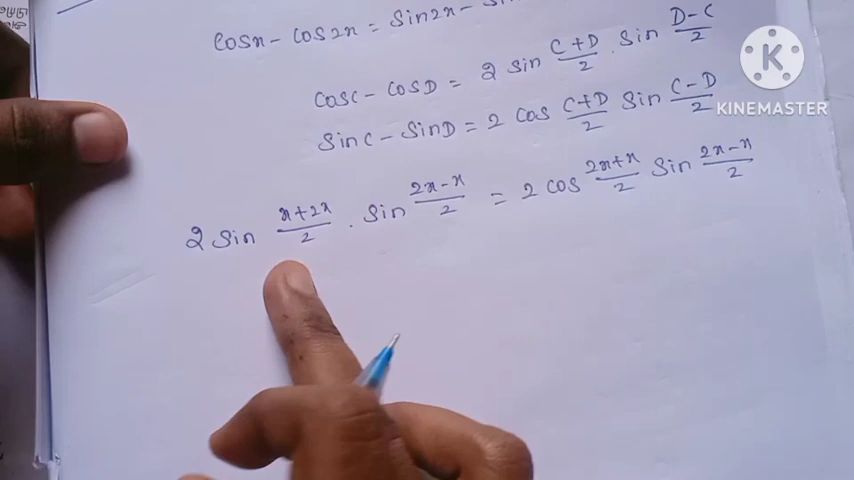 cosx - cos2x = sin2x - sin
cosC - cosD = 2 sin (C+D)/2 . sin (D-C)/2
sinC - sinD = 2 cos (C+D)/2 sin (C-D)/2
2 sin (x+2x)/2 . sin (2x-x)/2 = 2 cos (2x+x)/2 sin (2x-x)/2
K
KINEMASTER